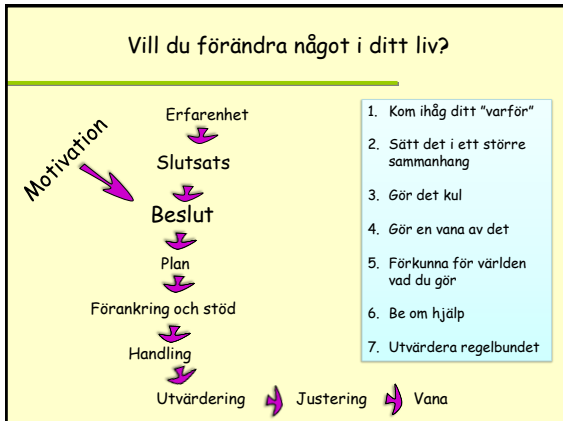 Vill du förändra något i ditt liv?
Motivation
Erfarenhet
Slutsats
Beslut
Plan
Förankring och stöd
Handling
Utvärdering Justering Vana
1. Kom ihåg ditt ”varför”
2. Sätt det i ett större
sammanhang
3. Gör det kul
4. Gör en vana av det
5. Förkunna för världen
vad du gör
6. Be om hjälp
7. Utvärdera regelbundet